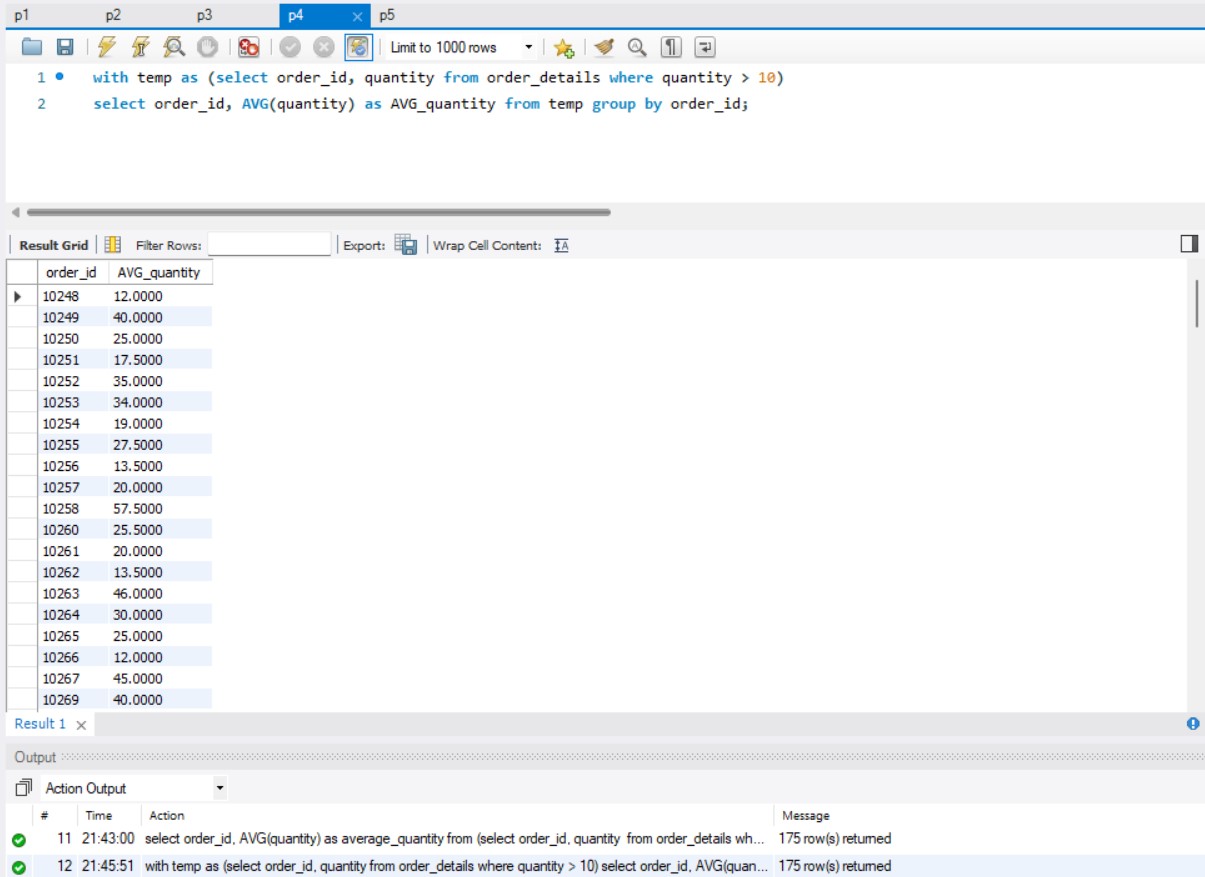 p1 p2 p3 p4 × p5
Limit to 1000 rows
1 with temp as (select order_id, quantity from order_details where quantity > 10)
2 select order_id, AVG(quantity) as AVG_quantity from temp group by order_id;
Result Grid Filter Rows: Export: Wrap Cell Content: IA
order_id AVG_quantity
10248 12.0000
10249 40.0000
10250 25.0000
10251 17.5000
10252 35.0000
10253 34.0000
10254 19.0000
10255 27.5000
10256 13.5000
10257 20.0000
10258 57.5000
10260 25.5000
10261 20.0000
10262 13.5000
10263 46.0000
10264 30.0000
10265 25.0000
10266 12.0000
10267 45.0000
10269 40.0000
Result 1 ×
Output
Action Output
# Time Action Message
11 21:43:00 select order_id, AVG(quantity) as average_quantity from (select order_id, quantity from order_details wh... 175 row(s) returned
12 21:45:51 with temp as (select order_id, quantity from order_details where quantity > 10) select order_id, AVG(quan... 175 row(s) returned